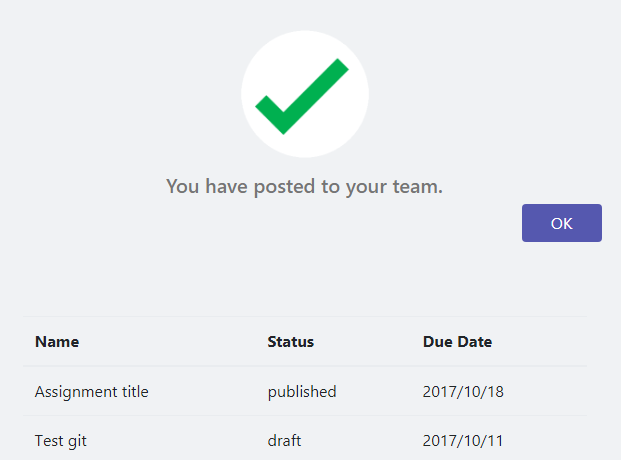 You have posted to your team.
OK
Name Status Due Date
Assignment title published 2017/10/18
Test git draft 2017/10/11